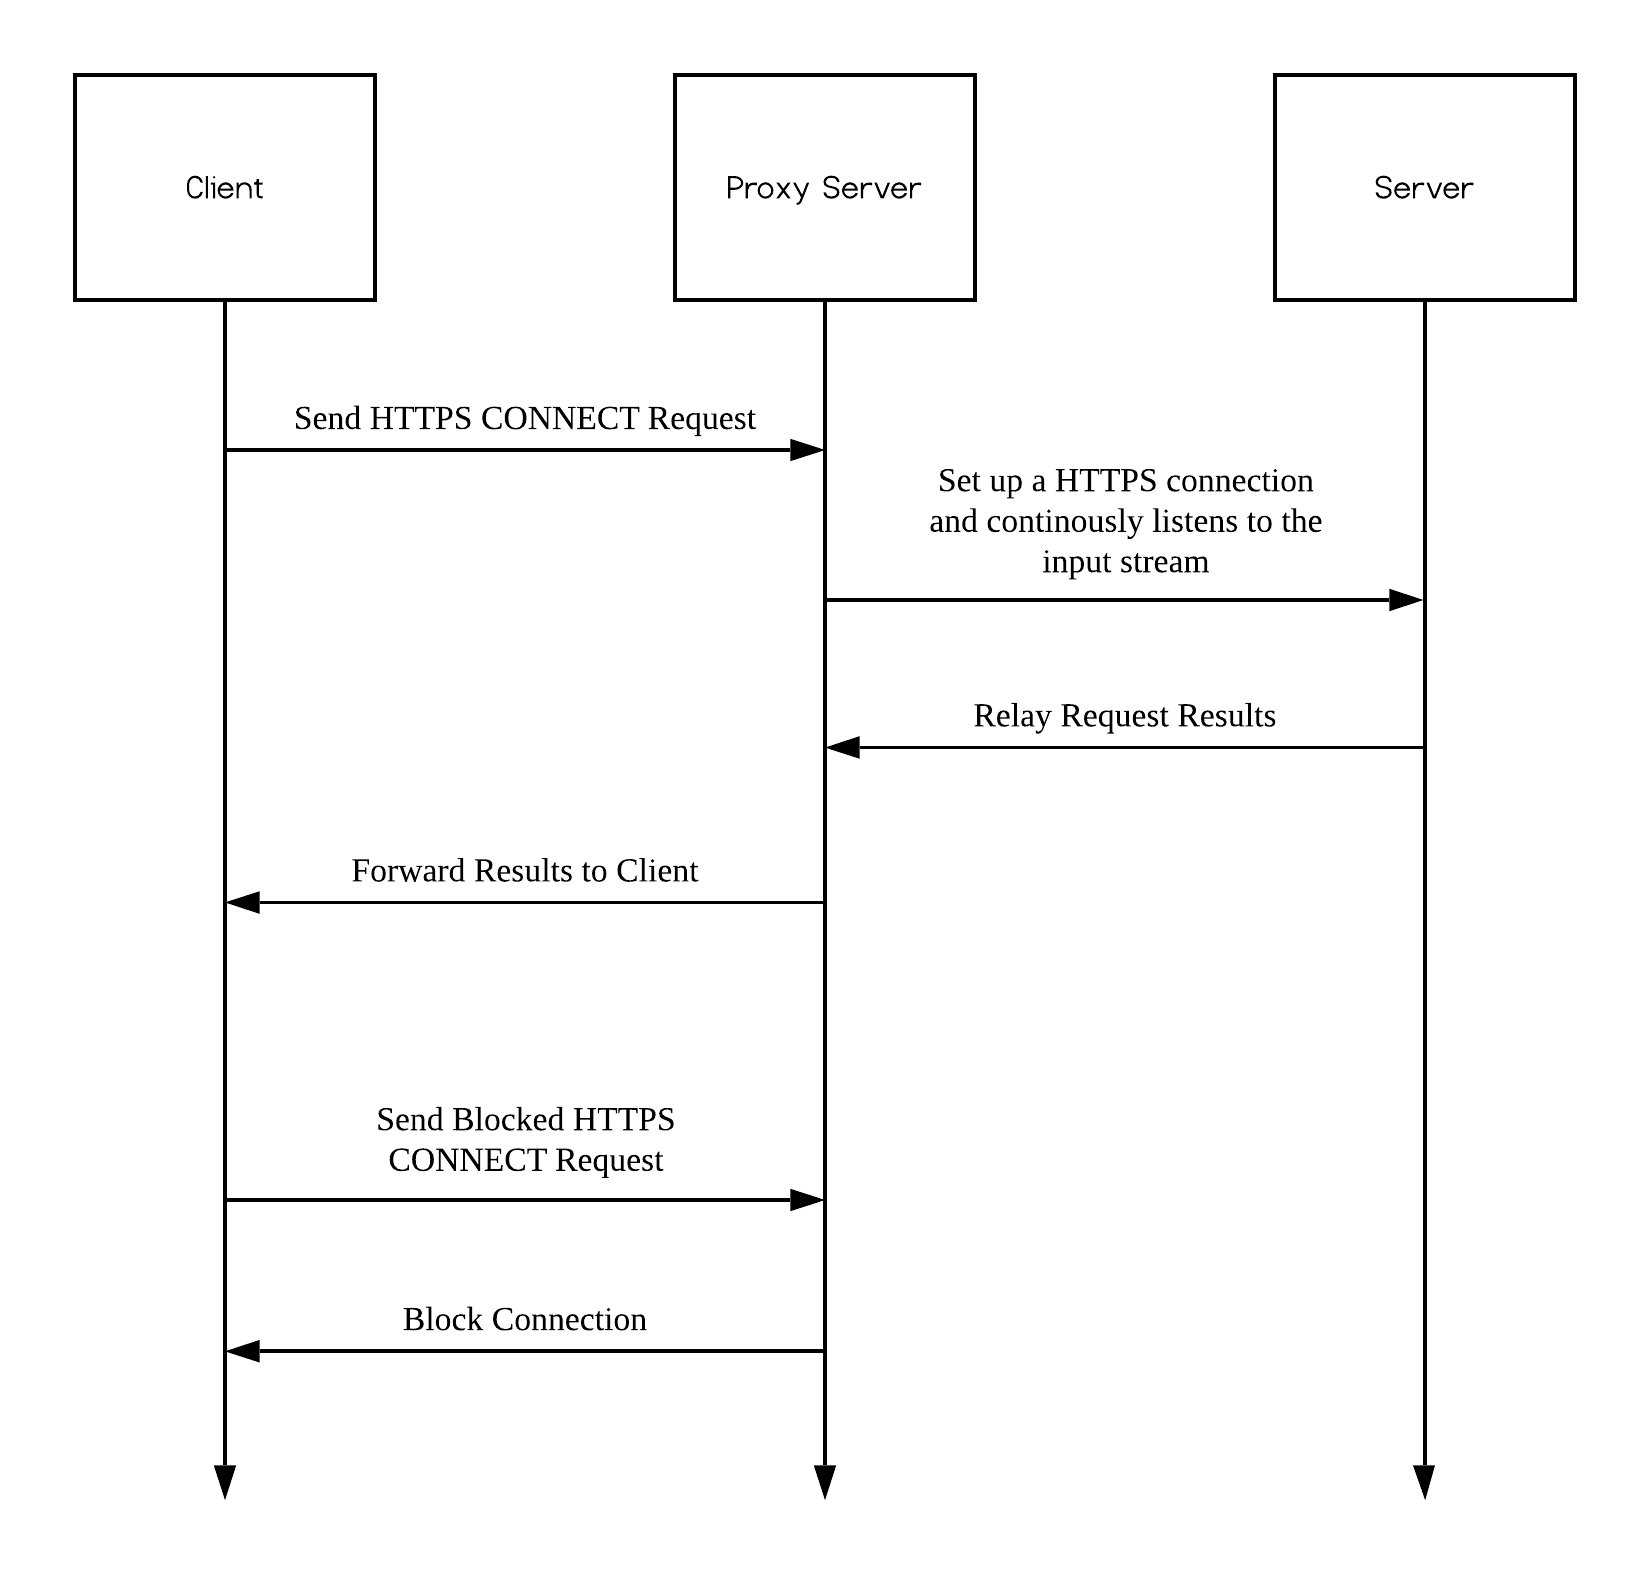 Client
Proxy Server
Server
Send HTTPS CONNECT Request
Set up a HTTPS connection
and continously listens to the
input stream
Relay Request Results
Forward Results to Client
Send Blocked HTTPS
CONNECT Request
Block Connection